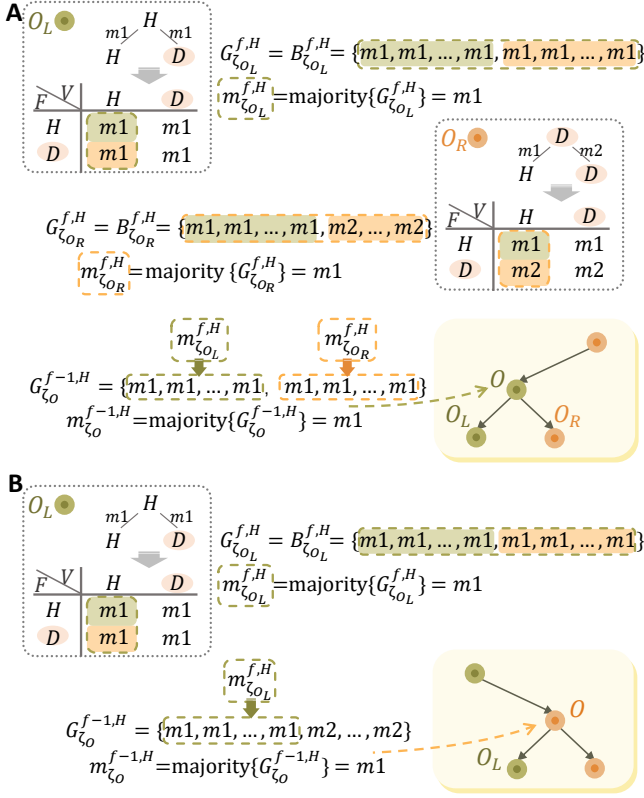 A
O_L
H
m1 m1
H D
F V H D
H m1 m1
D m1 m1
G_{ζ_{O_L}}^{f,H} = B_{ζ_{O_L}}^{f,H} = {m1, m1, ..., m1, m1, m1, ..., m1}
m_{ζ_{O_L}}^{f,H}=majority{G_{ζ_{O_L}}^{f,H}} = m1
O_R
D
m1 m2
H D
F V H D
H m1 m1
D m2 m2
G_{ζ_{O_R}}^{f,H} = B_{ζ_{O_R}}^{f,H} = {m1, m1, ..., m1, m2, ..., m2}
m_{ζ_{O_R}}^{f,H}=majority {G_{ζ_{O_R}}^{f,H}} = m1
m_{ζ_{O_L}}^{f,H} m_{ζ_{O_R}}^{f,H}
G_{ζ_O}^{f-1,H} = {m1, m1, ..., m1, m1, m1, ..., m1}
m_{ζ_O}^{f-1,H}=majority{G_{ζ_O}^{f-1,H}} = m1
O
O_L O_R
B
O_L
H
m1 m1
H D
F V H D
H m1 m1
D m1 m1
G_{ζ_{O_L}}^{f,H} = B_{ζ_{O_L}}^{f,H} = {m1, m1, ..., m1, m1, m1, ..., m1}
m_{ζ_{O_L}}^{f,H}=majority{G_{ζ_{O_L}}^{f,H}} = m1
m_{ζ_{O_L}}^{f,H}
G_{ζ_O}^{f-1,H} = {m1, m1, ..., m1, m2, ..., m2}
m_{ζ_O}^{f-1,H}=majority{G_{ζ_O}^{f-1,H}} = m1
O
O_L